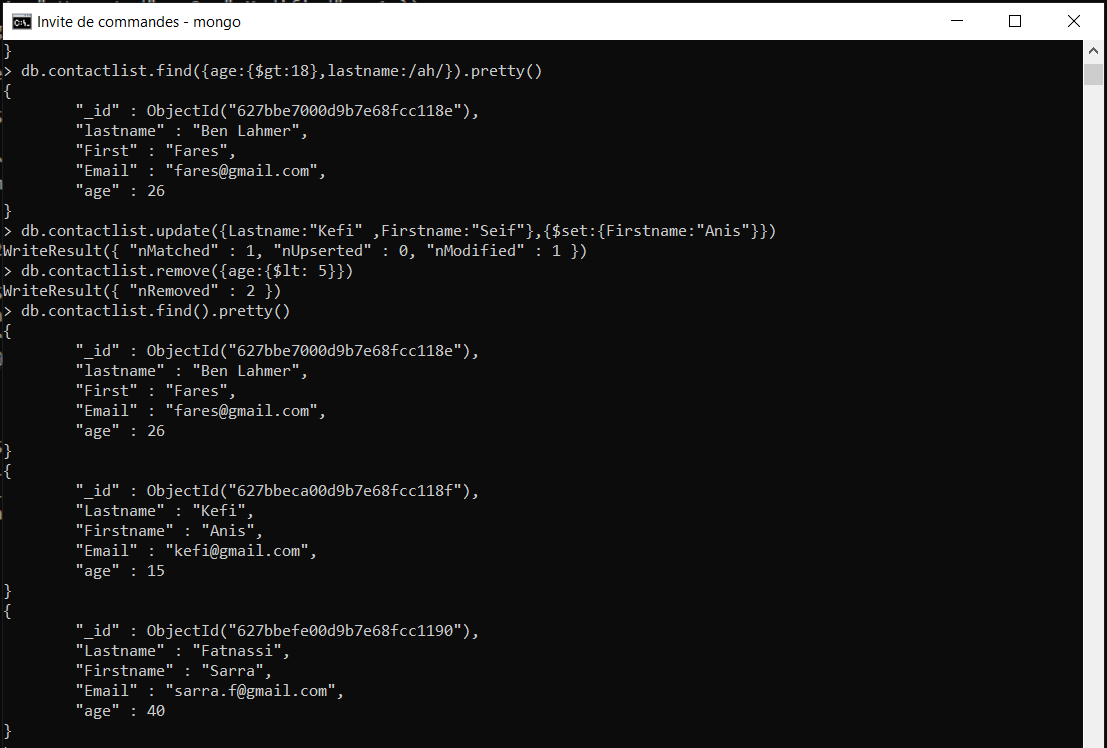 Invite de commandes - mongo
}
> db.contactlist.find({age:{$gt:18},lastname:/ah/}).pretty()
{
"_id" : ObjectId("627bbe7000d9b7e68fcc118e"),
"lastname" : "Ben Lahmer",
"First" : "Fares",
"Email" : "fares@gmail.com",
"age" : 26
}
> db.contactlist.update({Lastname:"Kefi" ,Firstname:"Seif"},{$set:{Firstname:"Anis"}})
WriteResult({ "nMatched" : 1, "nUpserted" : 0, "nModified" : 1 })
> db.contactlist.remove({age:{$lt: 5}})
WriteResult({ "nRemoved" : 2 })
> db.contactlist.find().pretty()
{
"_id" : ObjectId("627bbe7000d9b7e68fcc118e"),
"lastname" : "Ben Lahmer",
"First" : "Fares",
"Email" : "fares@gmail.com",
"age" : 26
}
{
"_id" : ObjectId("627bbeca00d9b7e68fcc118f"),
"Lastname" : "Kefi",
"Firstname" : "Anis",
"Email" : "kefi@gmail.com",
"age" : 15
}
{
"_id" : ObjectId("627bbefe00d9b7e68fcc1190"),
"Lastname" : "Fatnassi",
"Firstname" : "Sarra",
"Email" : "sarra.f@gmail.com",
"age" : 40
}